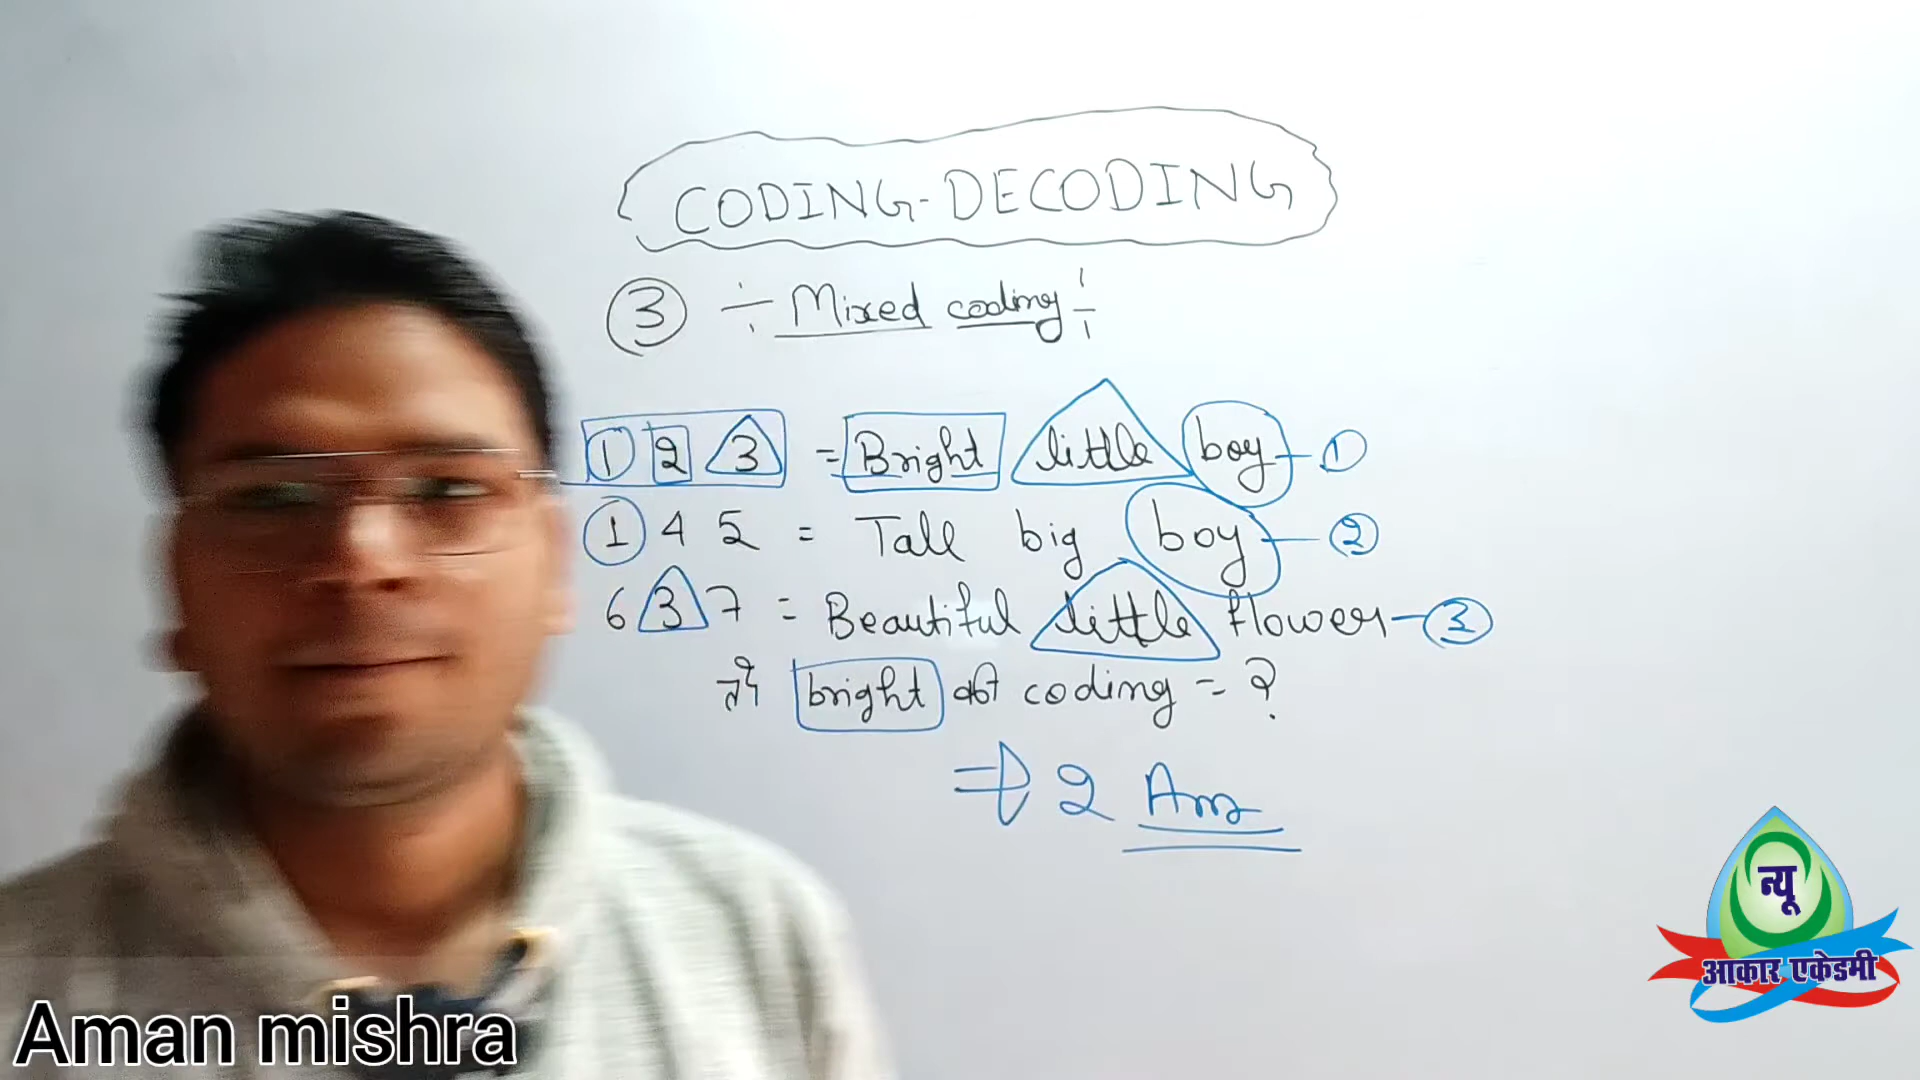 CODING-DECODING
③ ÷ Mixed coding ÷
1 2 3 = Bright little boy - ①
1 4 5 = Tall big boy - ②
6 3 7 = Beautiful little flower - ③
तो bright की coding = ?
⇒ 2 Ans
न्यू
आकार एकेडमी
Aman mishra